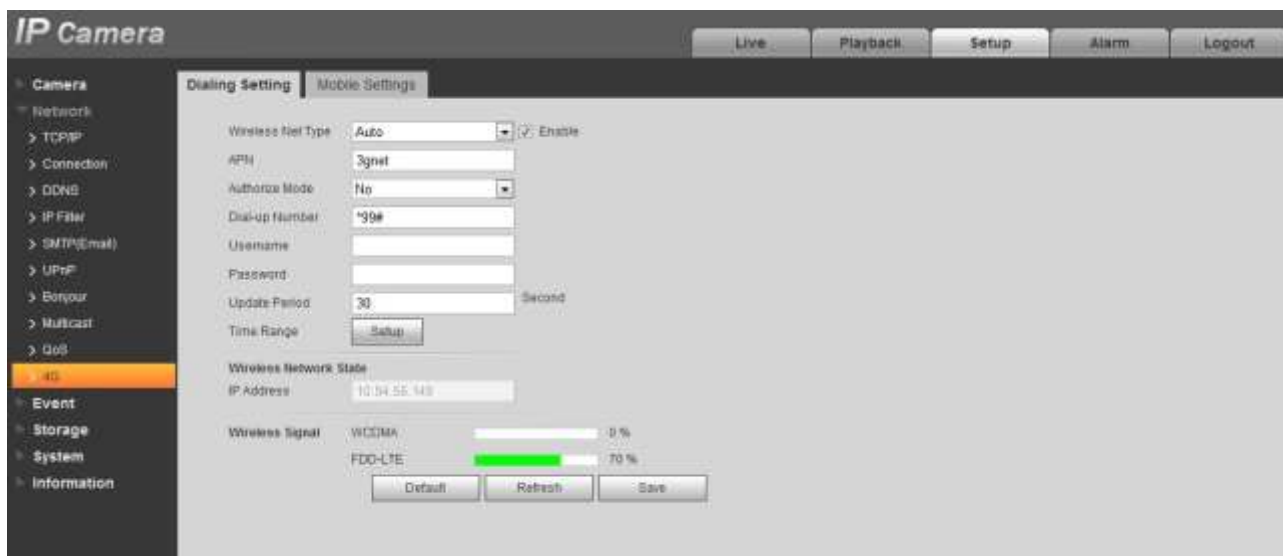 IP Camera
Live Playback Setup Alarm Logout
Camera
Network
TCP/IP
Connection
DDNS
IP Filter
SMTP(Email)
UPnP
Bonjour
Multicast
QoS
4G
Event
Storage
System
Information
Dialing Setting Mobile Settings
Wireless Net Type Auto Enable
APN 3gnet
Authorize Mode No
Dial-up Number *99#
Username
Password
Update Period 30 Second
Time Range Setup
Wireless Network State
IP Address
Wireless Signal WCDMA 0 %
FDD-LTE 70 %
Default Refresh Save